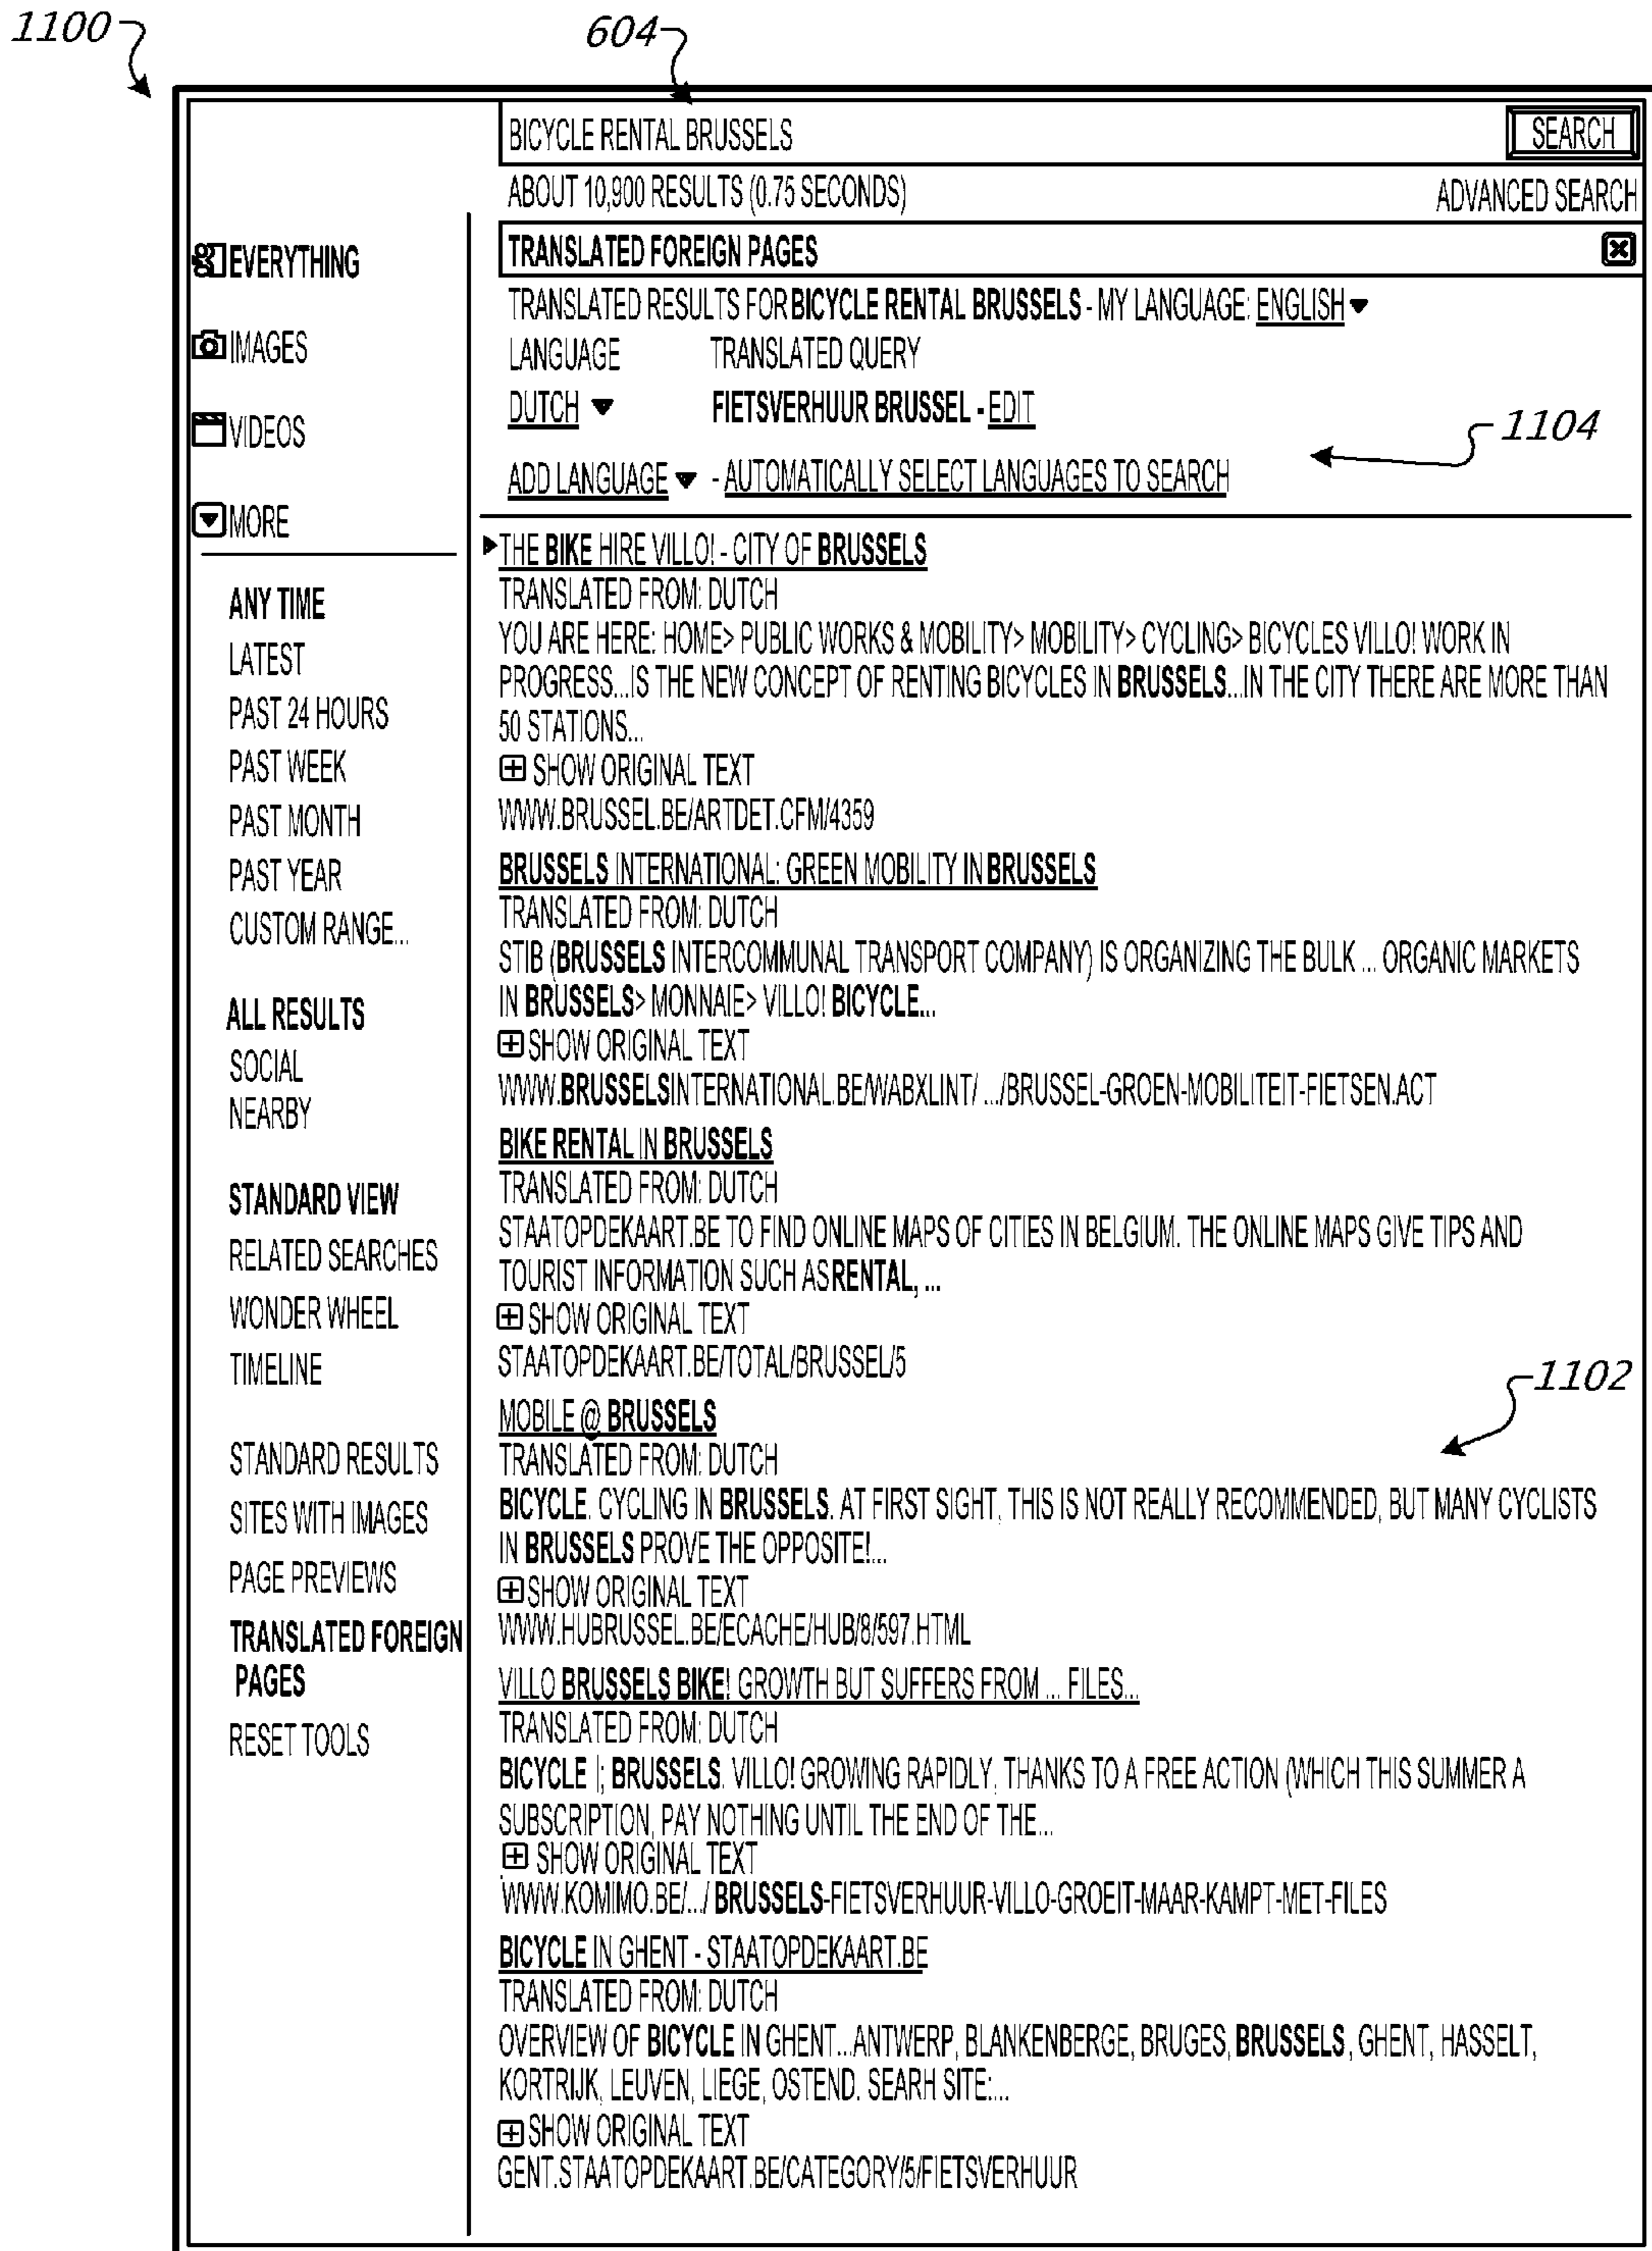 1100
604
BICYCLE RENTAL BRUSSELS
SEARCH
ABOUT 10,900 RESULTS (0.75 SECONDS)
ADVANCED SEARCH
EVERYTHING
IMAGES
VIDEOS
MORE
ANY TIME
LATEST
PAST 24 HOURS
PAST WEEK
PAST MONTH
PAST YEAR
CUSTOM RANGE...
ALL RESULTS
SOCIAL
NEARBY
STANDARD VIEW
RELATED SEARCHES
WONDER WHEEL
TIMELINE
STANDARD RESULTS
SITES WITH IMAGES
PAGE PREVIEWS
TRANSLATED FOREIGN
PAGES
RESET TOOLS
TRANSLATED FOREIGN PAGES
TRANSLATED RESULTS FOR BICYCLE RENTAL BRUSSELS - MY LANGUAGE: ENGLISH
LANGUAGE TRANSLATED QUERY
DUTCH FIETSVERHUUR BRUSSEL - EDIT
1104
ADD LANGUAGE - AUTOMATICALLY SELECT LANGUAGES TO SEARCH
THE BIKE HIRE VILLO! - CITY OF BRUSSELS
TRANSLATED FROM: DUTCH
YOU ARE HERE: HOME> PUBLIC WORKS & MOBILITY> MOBILITY> CYCLING> BICYCLES VILLO! WORK IN
PROGRESS...IS THE NEW CONCEPT OF RENTING BICYCLES IN BRUSSELS...IN THE CITY THERE ARE MORE THAN
50 STATIONS...
SHOW ORIGINAL TEXT
WWW.BRUSSEL.BE/ARTDET.CFM/4359
BRUSSELS INTERNATIONAL: GREEN MOBILITY IN BRUSSELS
TRANSLATED FROM: DUTCH
STIB (BRUSSELS INTERCOMMUNAL TRANSPORT COMPANY) IS ORGANIZING THE BULK ... ORGANIC MARKETS
IN BRUSSELS> MONNAIE> VILLO! BICYCLE...
SHOW ORIGINAL TEXT
WWW.BRUSSELSINTERNATIONAL.BE/WABXLINT/ .../BRUSSEL-GROEN-MOBILITEIT-FIETSEN.ACT
BIKE RENTAL IN BRUSSELS
TRANSLATED FROM: DUTCH
STAATOPDEKAART.BE TO FIND ONLINE MAPS OF CITIES IN BELGIUM. THE ONLINE MAPS GIVE TIPS AND
TOURIST INFORMATION SUCH AS RENTAL, ...
SHOW ORIGINAL TEXT
STAATOPDEKAART.BE/TOTAL/BRUSSEL/5
1102
MOBILE @ BRUSSELS
TRANSLATED FROM: DUTCH
BICYCLE. CYCLING IN BRUSSELS. AT FIRST SIGHT, THIS IS NOT REALLY RECOMMENDED, BUT MANY CYCLISTS
IN BRUSSELS PROVE THE OPPOSITE!...
SHOW ORIGINAL TEXT
WWW.HUBRUSSEL.BE/ECACHE/HUB/8/597.HTML
VILLO BRUSSELS BIKE! GROWTH BUT SUFFERS FROM ... FILES...
TRANSLATED FROM: DUTCH
BICYCLE |; BRUSSELS. VILLO! GROWING RAPIDLY, THANKS TO A FREE ACTION (WHICH THIS SUMMER A
SUBSCRIPTION, PAY NOTHING UNTIL THE END OF THE...
SHOW ORIGINAL TEXT
WWW.KOMIMO.BE/.../ BRUSSELS-FIETSVERHUUR-VILLO-GROEIT-MAAR-KAMPT-MET-FILES
BICYCLE IN GHENT - STAATOPDEKAART.BE
TRANSLATED FROM: DUTCH
OVERVIEW OF BICYCLE IN GHENT...ANTWERP, BLANKENBERGE, BRUGES, BRUSSELS, GHENT, HASSELT,
KORTRIJK, LEUVEN, LIEGE, OSTEND. SEARH SITE:...
SHOW ORIGINAL TEXT
GENT.STAATOPDEKAART.BE/CATEGORY/5/FIETSVERHUUR